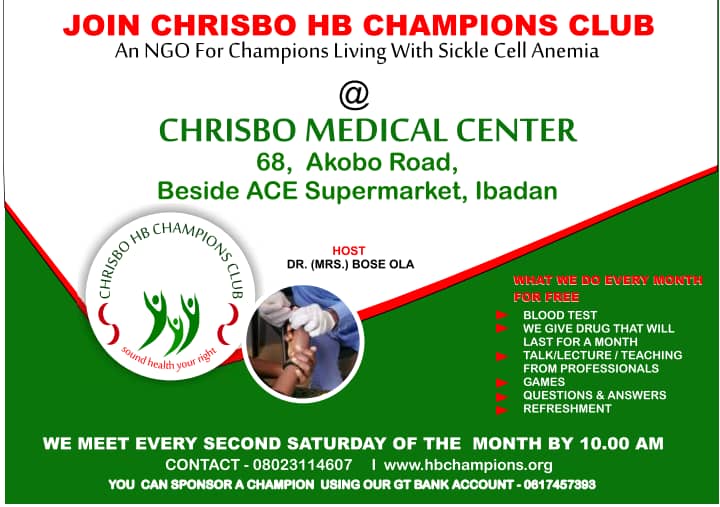 JOIN CHRISBO HB CHAMPIONS CLUB
An NGO For Champions Living With Sickle Cell Anemia
@
CHRISBO MEDICAL CENTER
68, Akobo Road,
Beside ACE Supermarket, Ibadan
CHRISBO HB CHAMPIONS CLUB
sound health your right
HOST
DR. (MRS.) BOSE OLA
WHAT WE DO EVERY MONTH
FOR FREE
BLOOD TEST
WE GIVE DRUG THAT WILL
LAST FOR A MONTH
TALK/LECTURE / TEACHING
FROM PROFESSIONALS
GAMES
QUESTIONS & ANSWERS
REFRESHMENT
WE MEET EVERY SECOND SATURDAY OF THE MONTH BY 10.00 AM
CONTACT - 08023114607 I www.hbchampions.org
YOU CAN SPONSOR A CHAMPION USING OUR GT BANK ACCOUNT - 0617457393